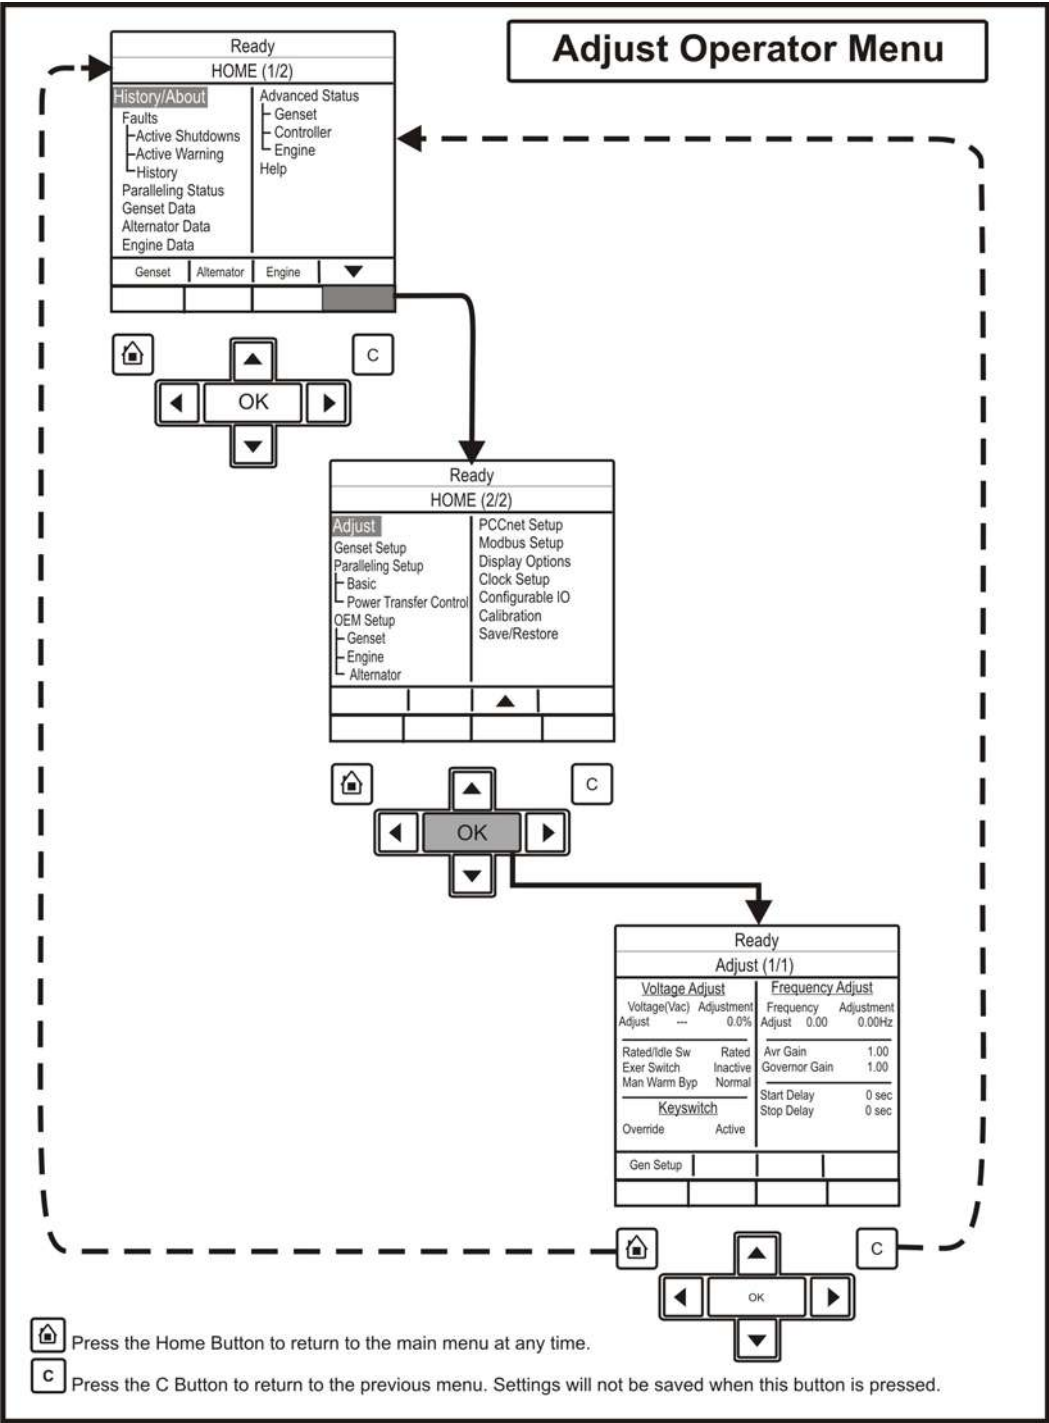 Adjust Operator Menu
Ready
HOME (1/2)
History/About
Faults
Active Shutdowns
Active Warning
History
Paralleling Status
Genset Data
Alternator Data
Engine Data
Advanced Status
Genset
Controller
Engine
Help
Genset Alternator Engine
C
OK
Ready
HOME (2/2)
Adjust
Genset Setup
Paralleling Setup
Basic
Power Transfer Control
OEM Setup
Genset
Engine
Alternator
PCCnet Setup
Modbus Setup
Display Options
Clock Setup
Configurable IO
Calibration
Save/Restore
C
OK
Ready
Adjust (1/1)
Voltage Adjust
Voltage(Vac) Adjustment
Adjust --- 0.0%
Rated/Idle Sw Rated
Exer Switch Inactive
Man Warm Byp Normal
Keyswitch
Override Active
Frequency Adjust
Frequency Adjustment
Adjust 0.00 0.00Hz
Avr Gain 1.00
Governor Gain 1.00
Start Delay 0 sec
Stop Delay 0 sec
Gen Setup
C
OK
Press the Home Button to return to the main menu at any time.
C Press the C Button to return to the previous menu. Settings will not be saved when this button is pressed.